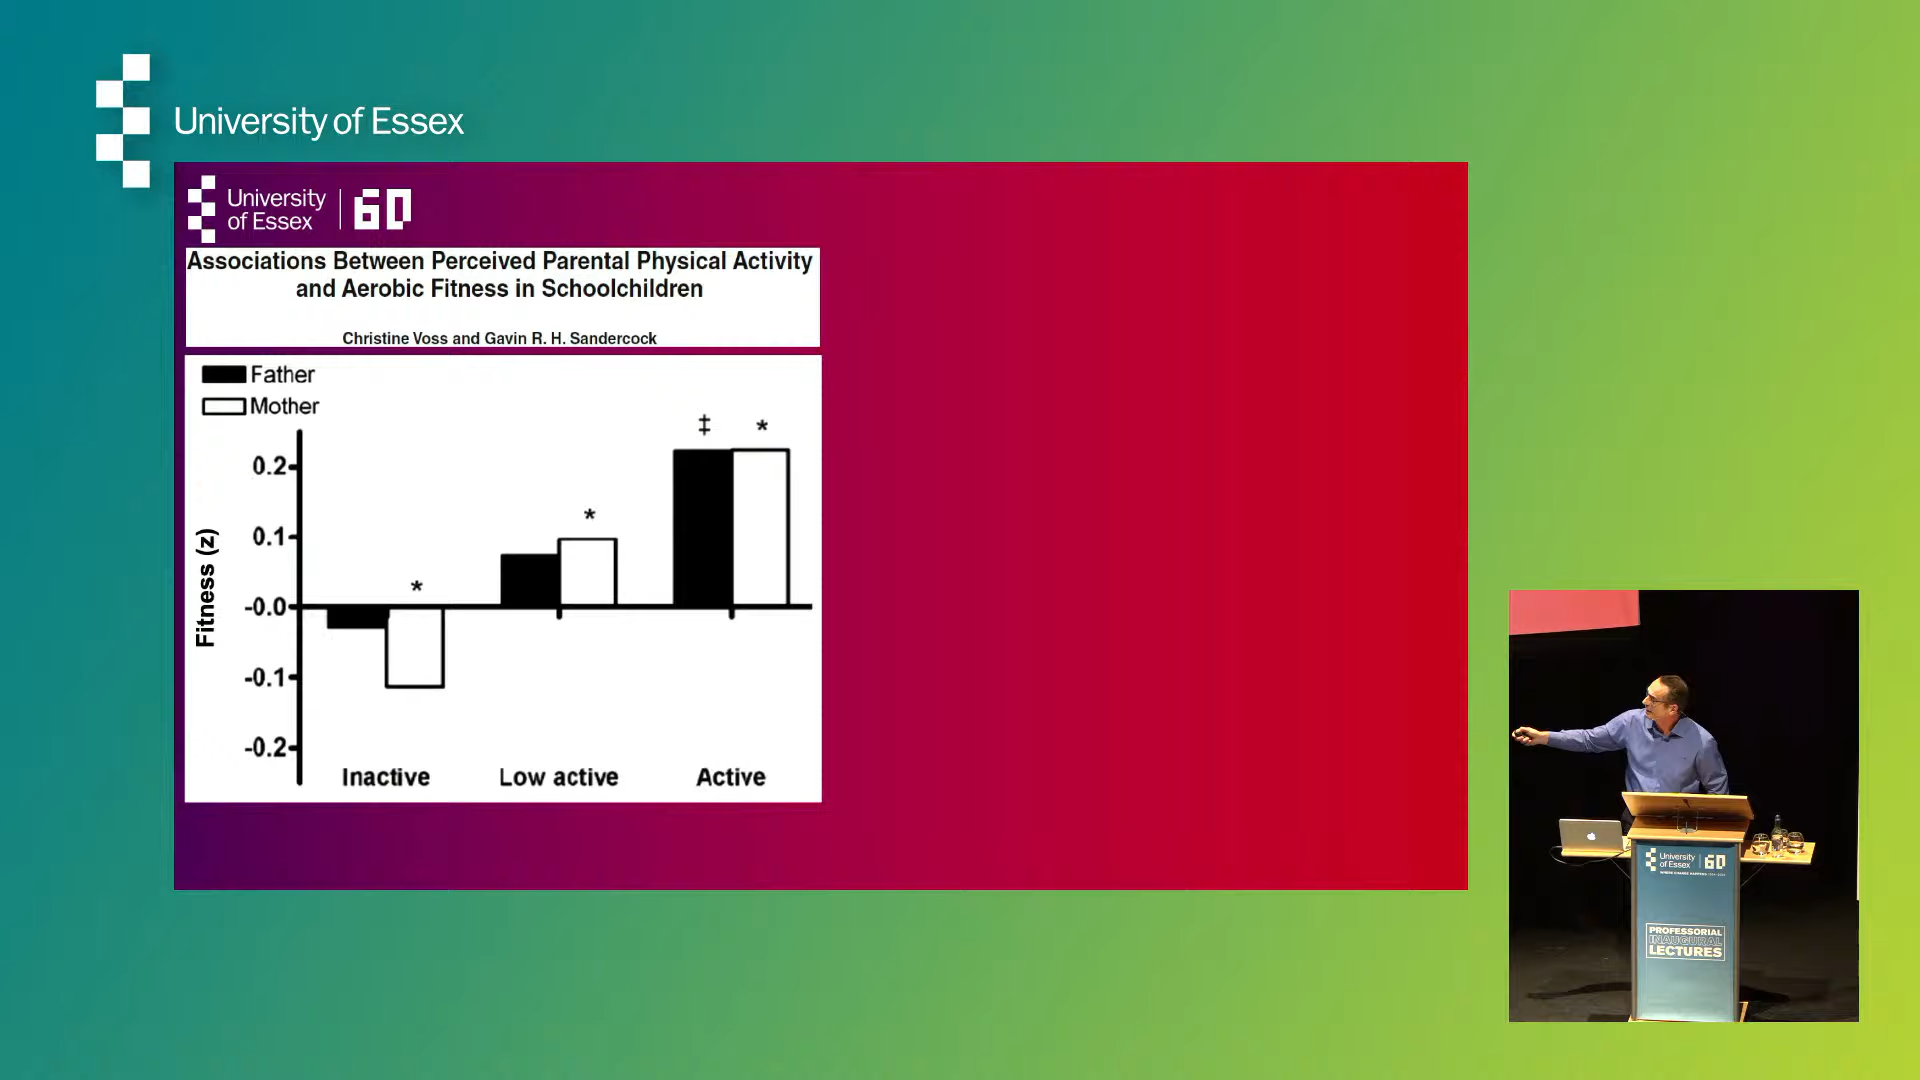 University of Essex
University
of Essex
60
Associations Between Perceived Parental Physical Activity
and Aerobic Fitness in Schoolchildren
Christine Voss and Gavin R. H. Sandercock
Father
Mother
‡ *
0.2
*
0.1
Fitness (z)
*
-0.0
-0.1
-0.2
Inactive Low active Active
University
of Essex
60
PROFESSORIAL
INAUGURAL
LECTURES